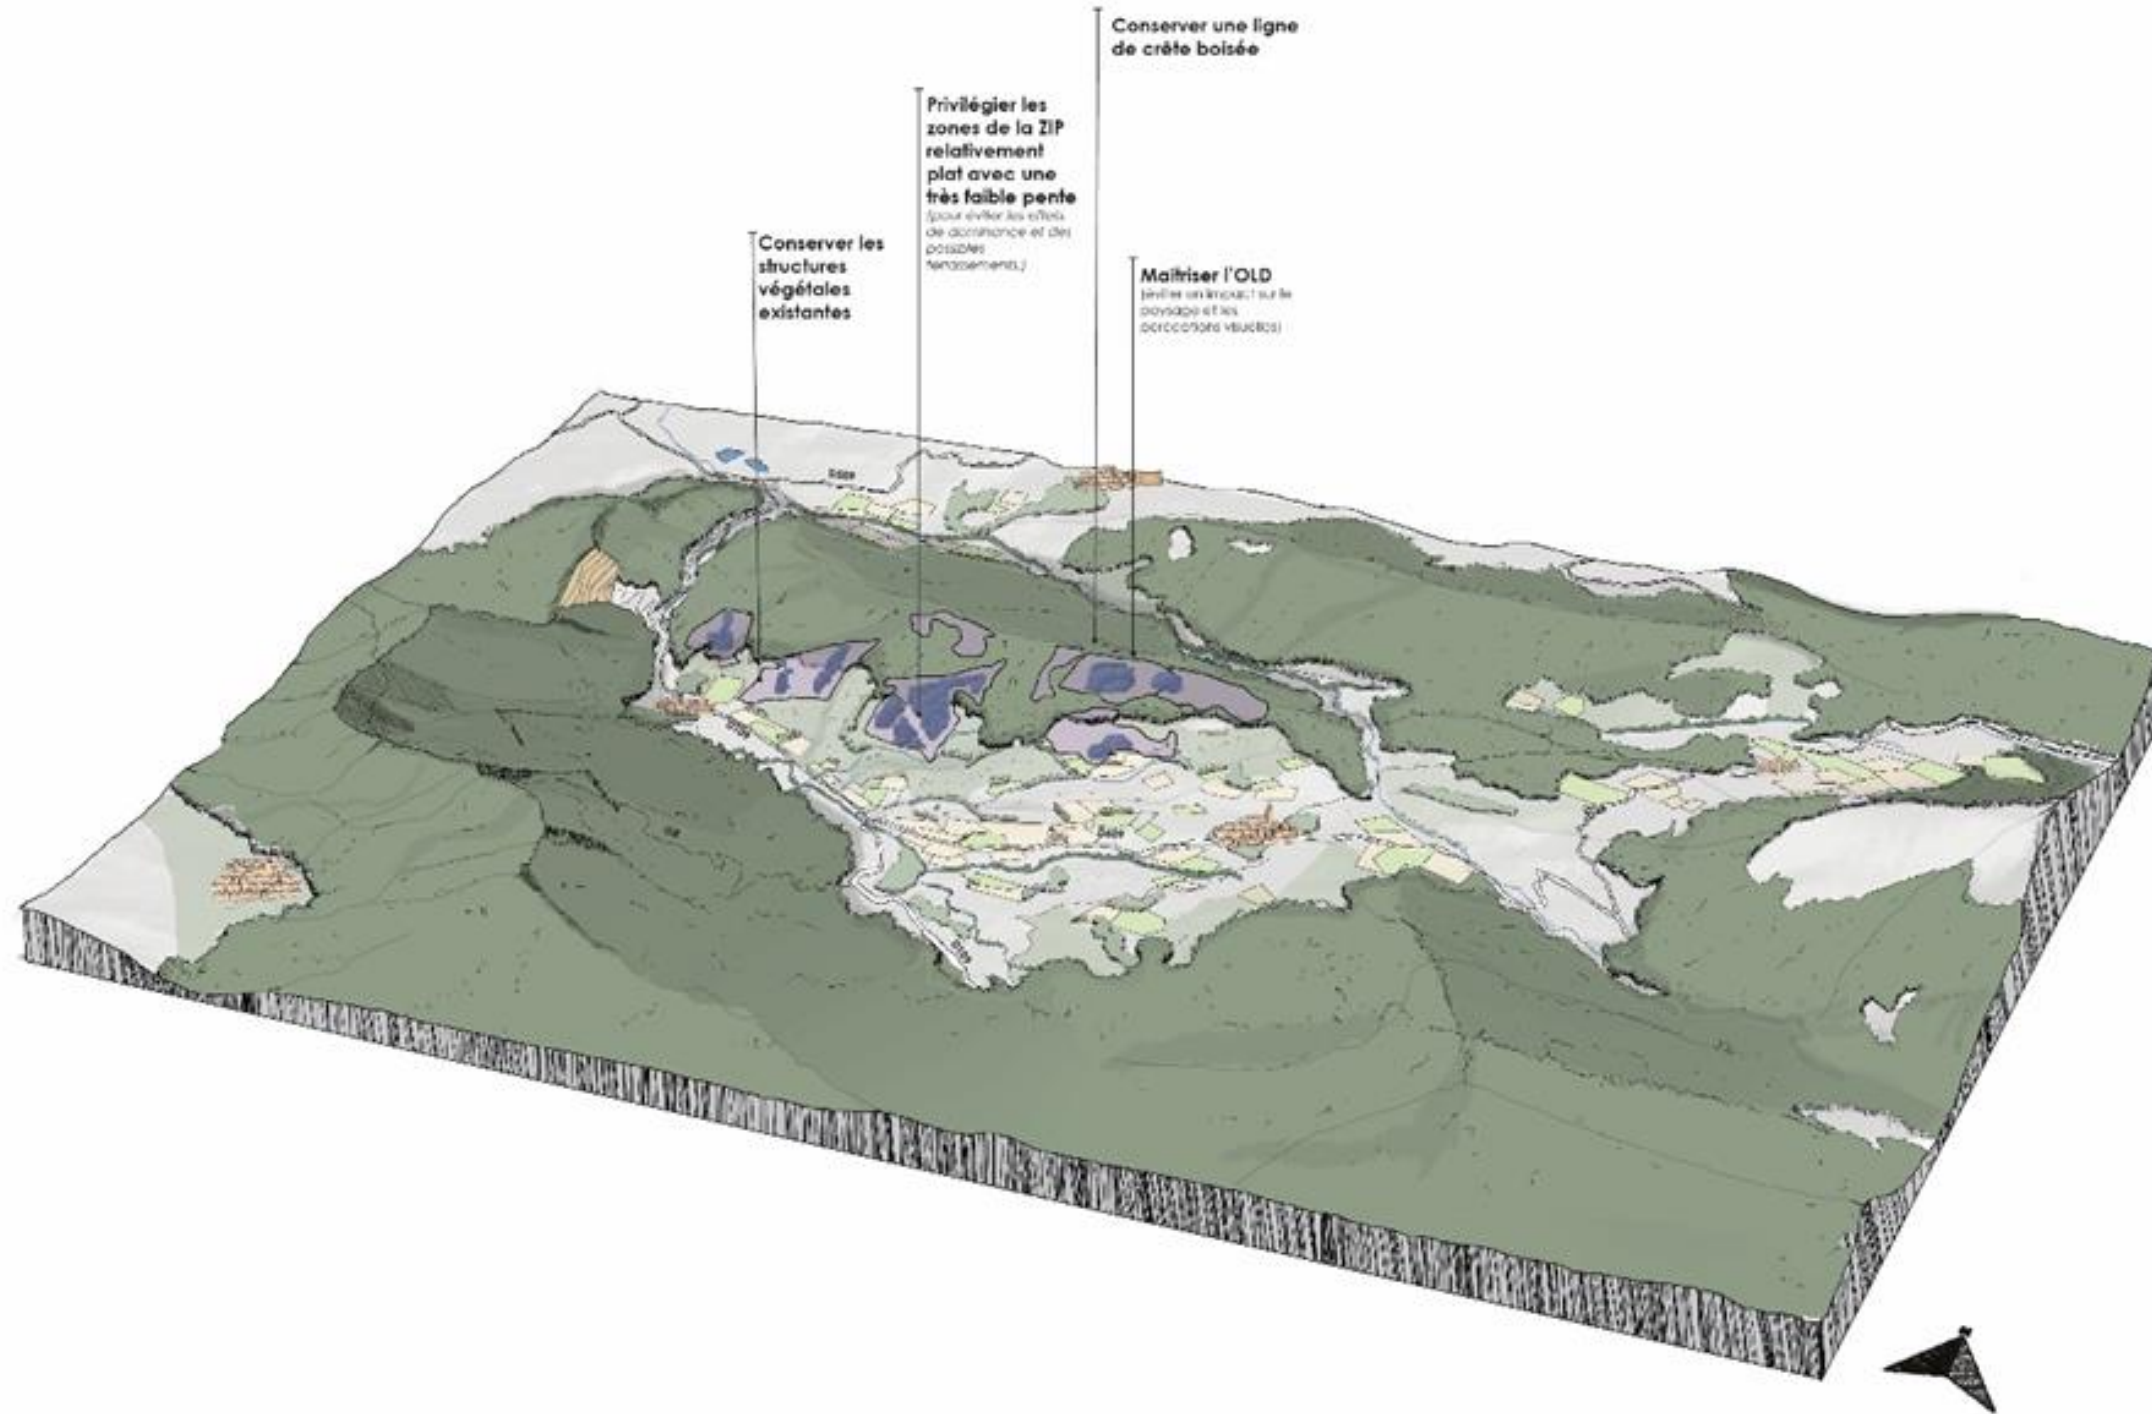 Conserver une ligne
de crête boisée
Privilégier les
zones de la ZIP
relativement
plat avec une
très faible pente
(pour éviter les effets
de dominance et des
possibles
terrassements.)
Conserver les
structures
végétales
existantes
Maîtriser l'OLD
(éviter un impact sur le
paysage et les
perceptions visuelles)